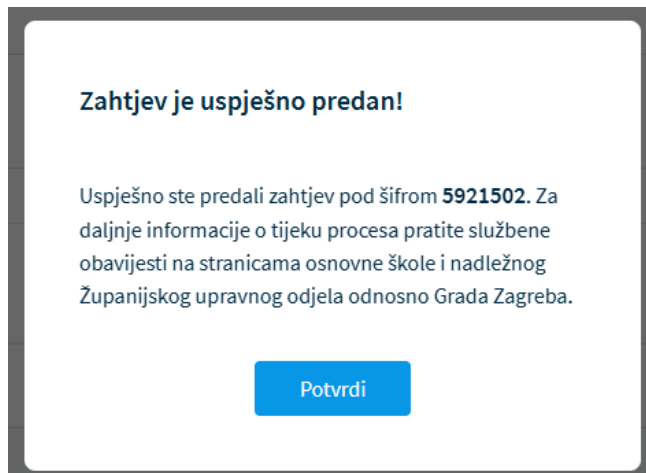 Zahtjev je uspješno predan!
Uspješno ste predali zahtjev pod šifrom 5921502. Za
daljnje informacije o tijeku procesa pratite službene
obavijesti na stranicama osnovne škole i nadležnog
Županijskog upravnog odjela odnosno Grada Zagreba.
Potvrdi